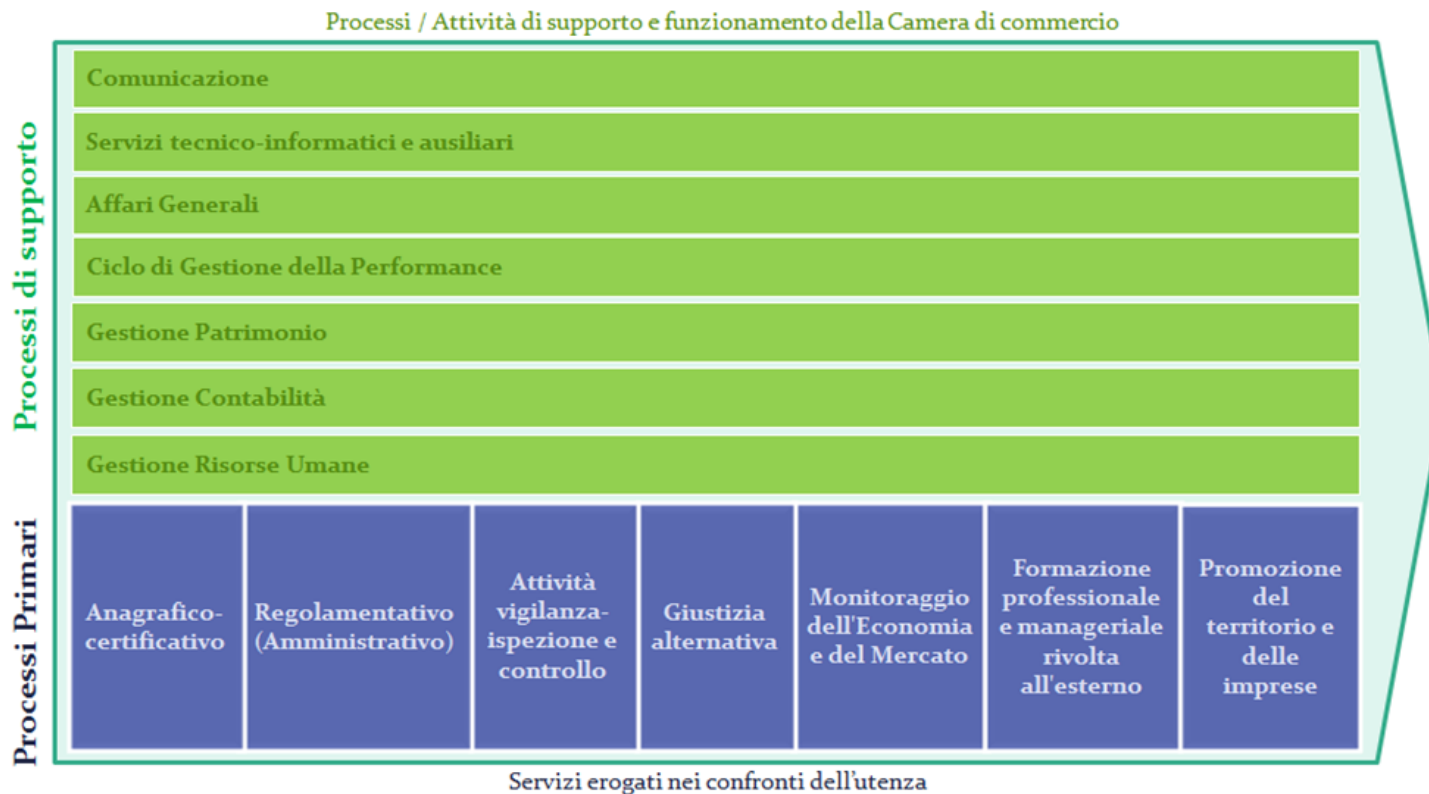 Processi / Attività di supporto e funzionamento della Camera di commercio
Processi di supporto
Comunicazione
Servizi tecnico-informatici e ausiliari
Affari Generali
Ciclo di Gestione della Performance
Gestione Patrimonio
Gestione Contabilità
Gestione Risorse Umane
Processi Primari
Anagrafico-
certificativo
Regolamentativo
(Amministrativo)
Attività
vigilanza-
ispezione e
controllo
Giustizia
alternativa
Monitoraggio
dell'Economia
e del Mercato
Formazione
professionale
e manageriale
rivolta
all'esterno
Promozione
del
territorio e
delle
imprese
Servizi erogati nei confronti dell'utenza